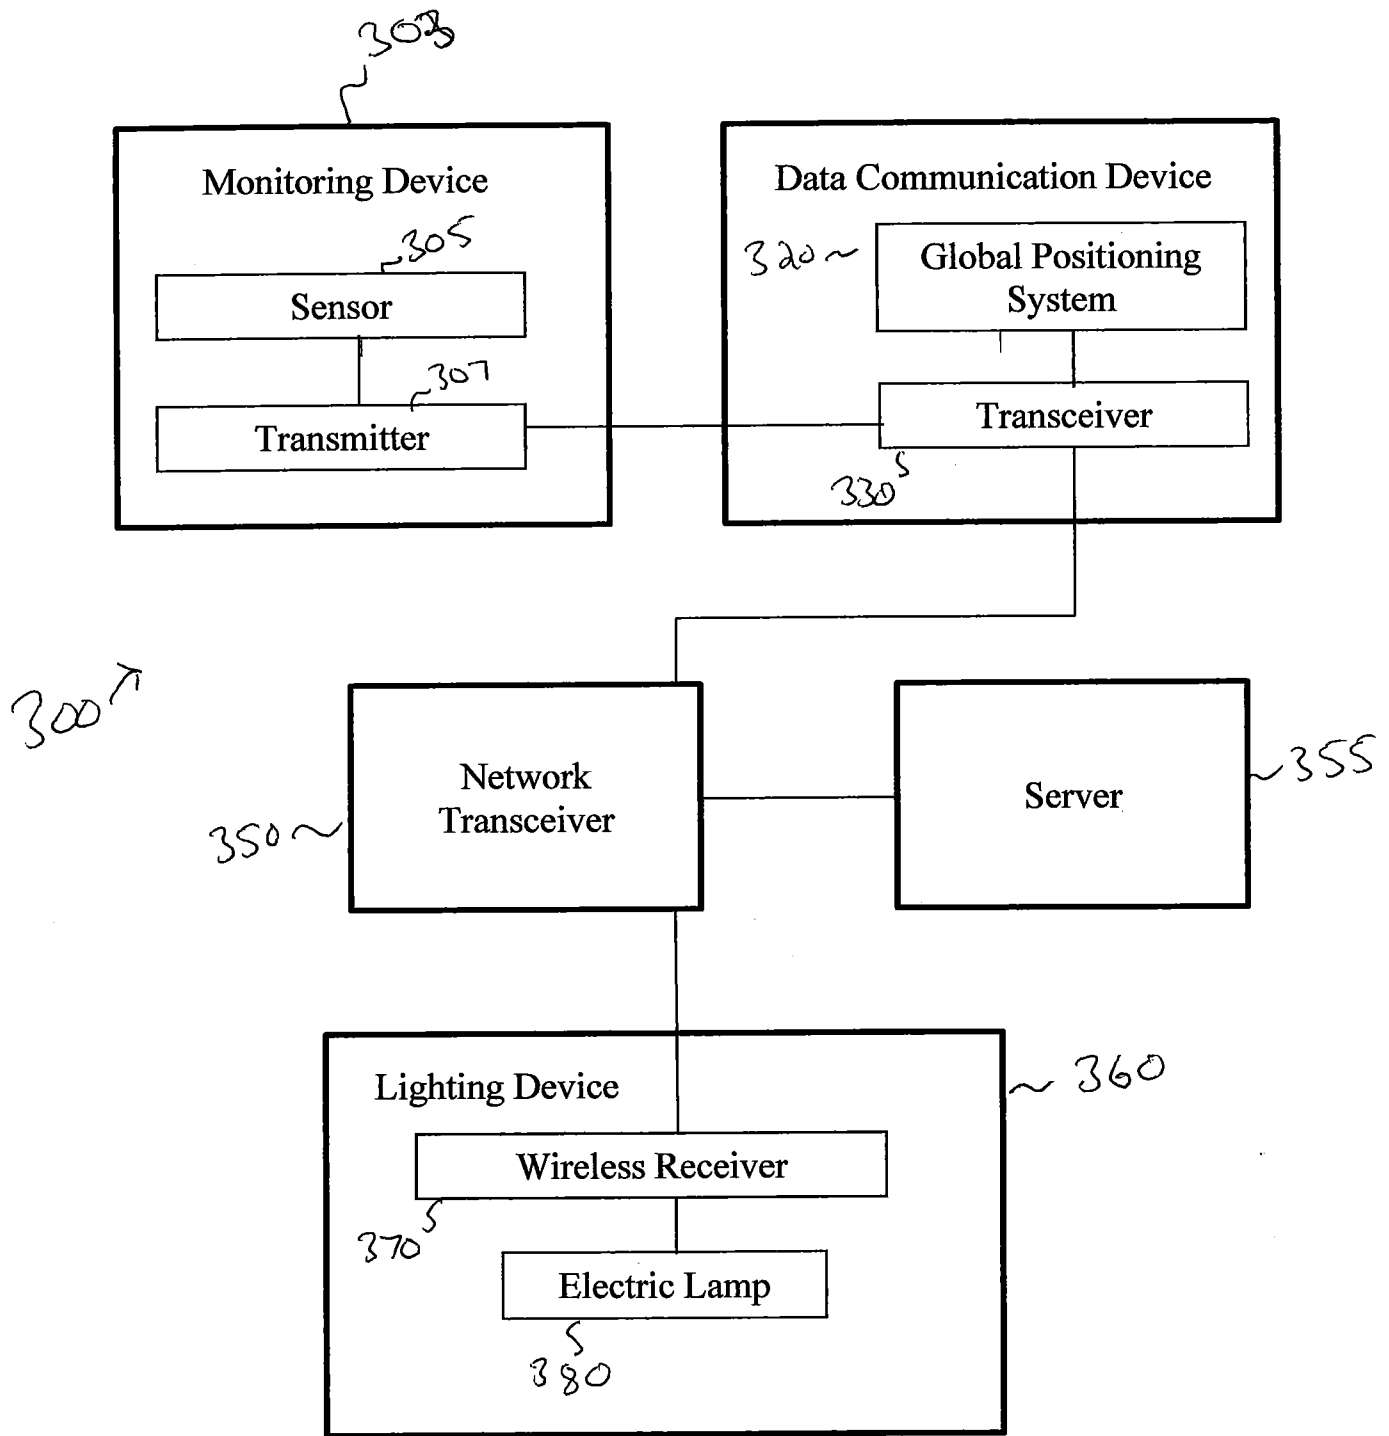 303
Monitoring Device
305
Sensor
307
Transmitter
Data Communication Device
320
Global Positioning
System
Transceiver
330
300
Network
Transceiver
350
Server
355
Lighting Device
360
Wireless Receiver
370
Electric Lamp
380